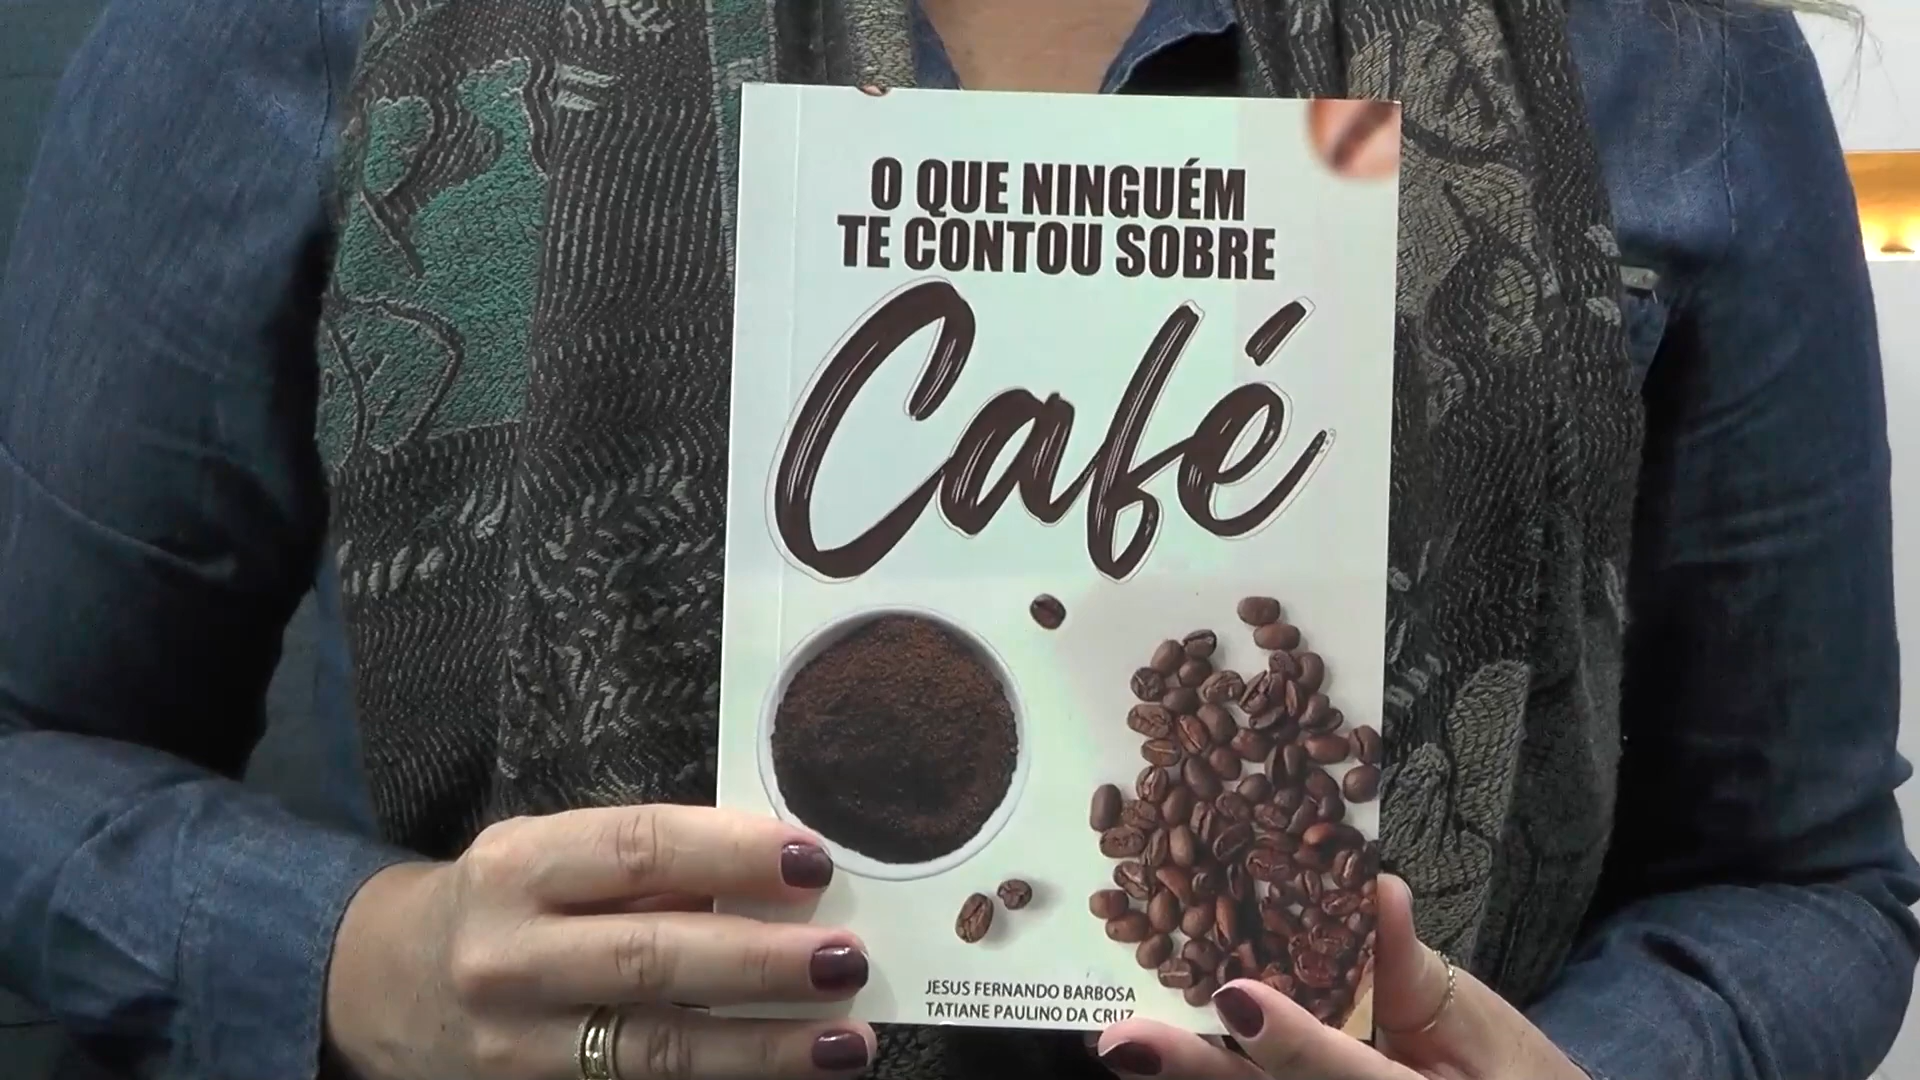 O QUE NINGUÉM
TE CONTOU SOBRE
Café
JESUS FERNANDO BARBOSA
TATIANE PAULINO DA CRUZ